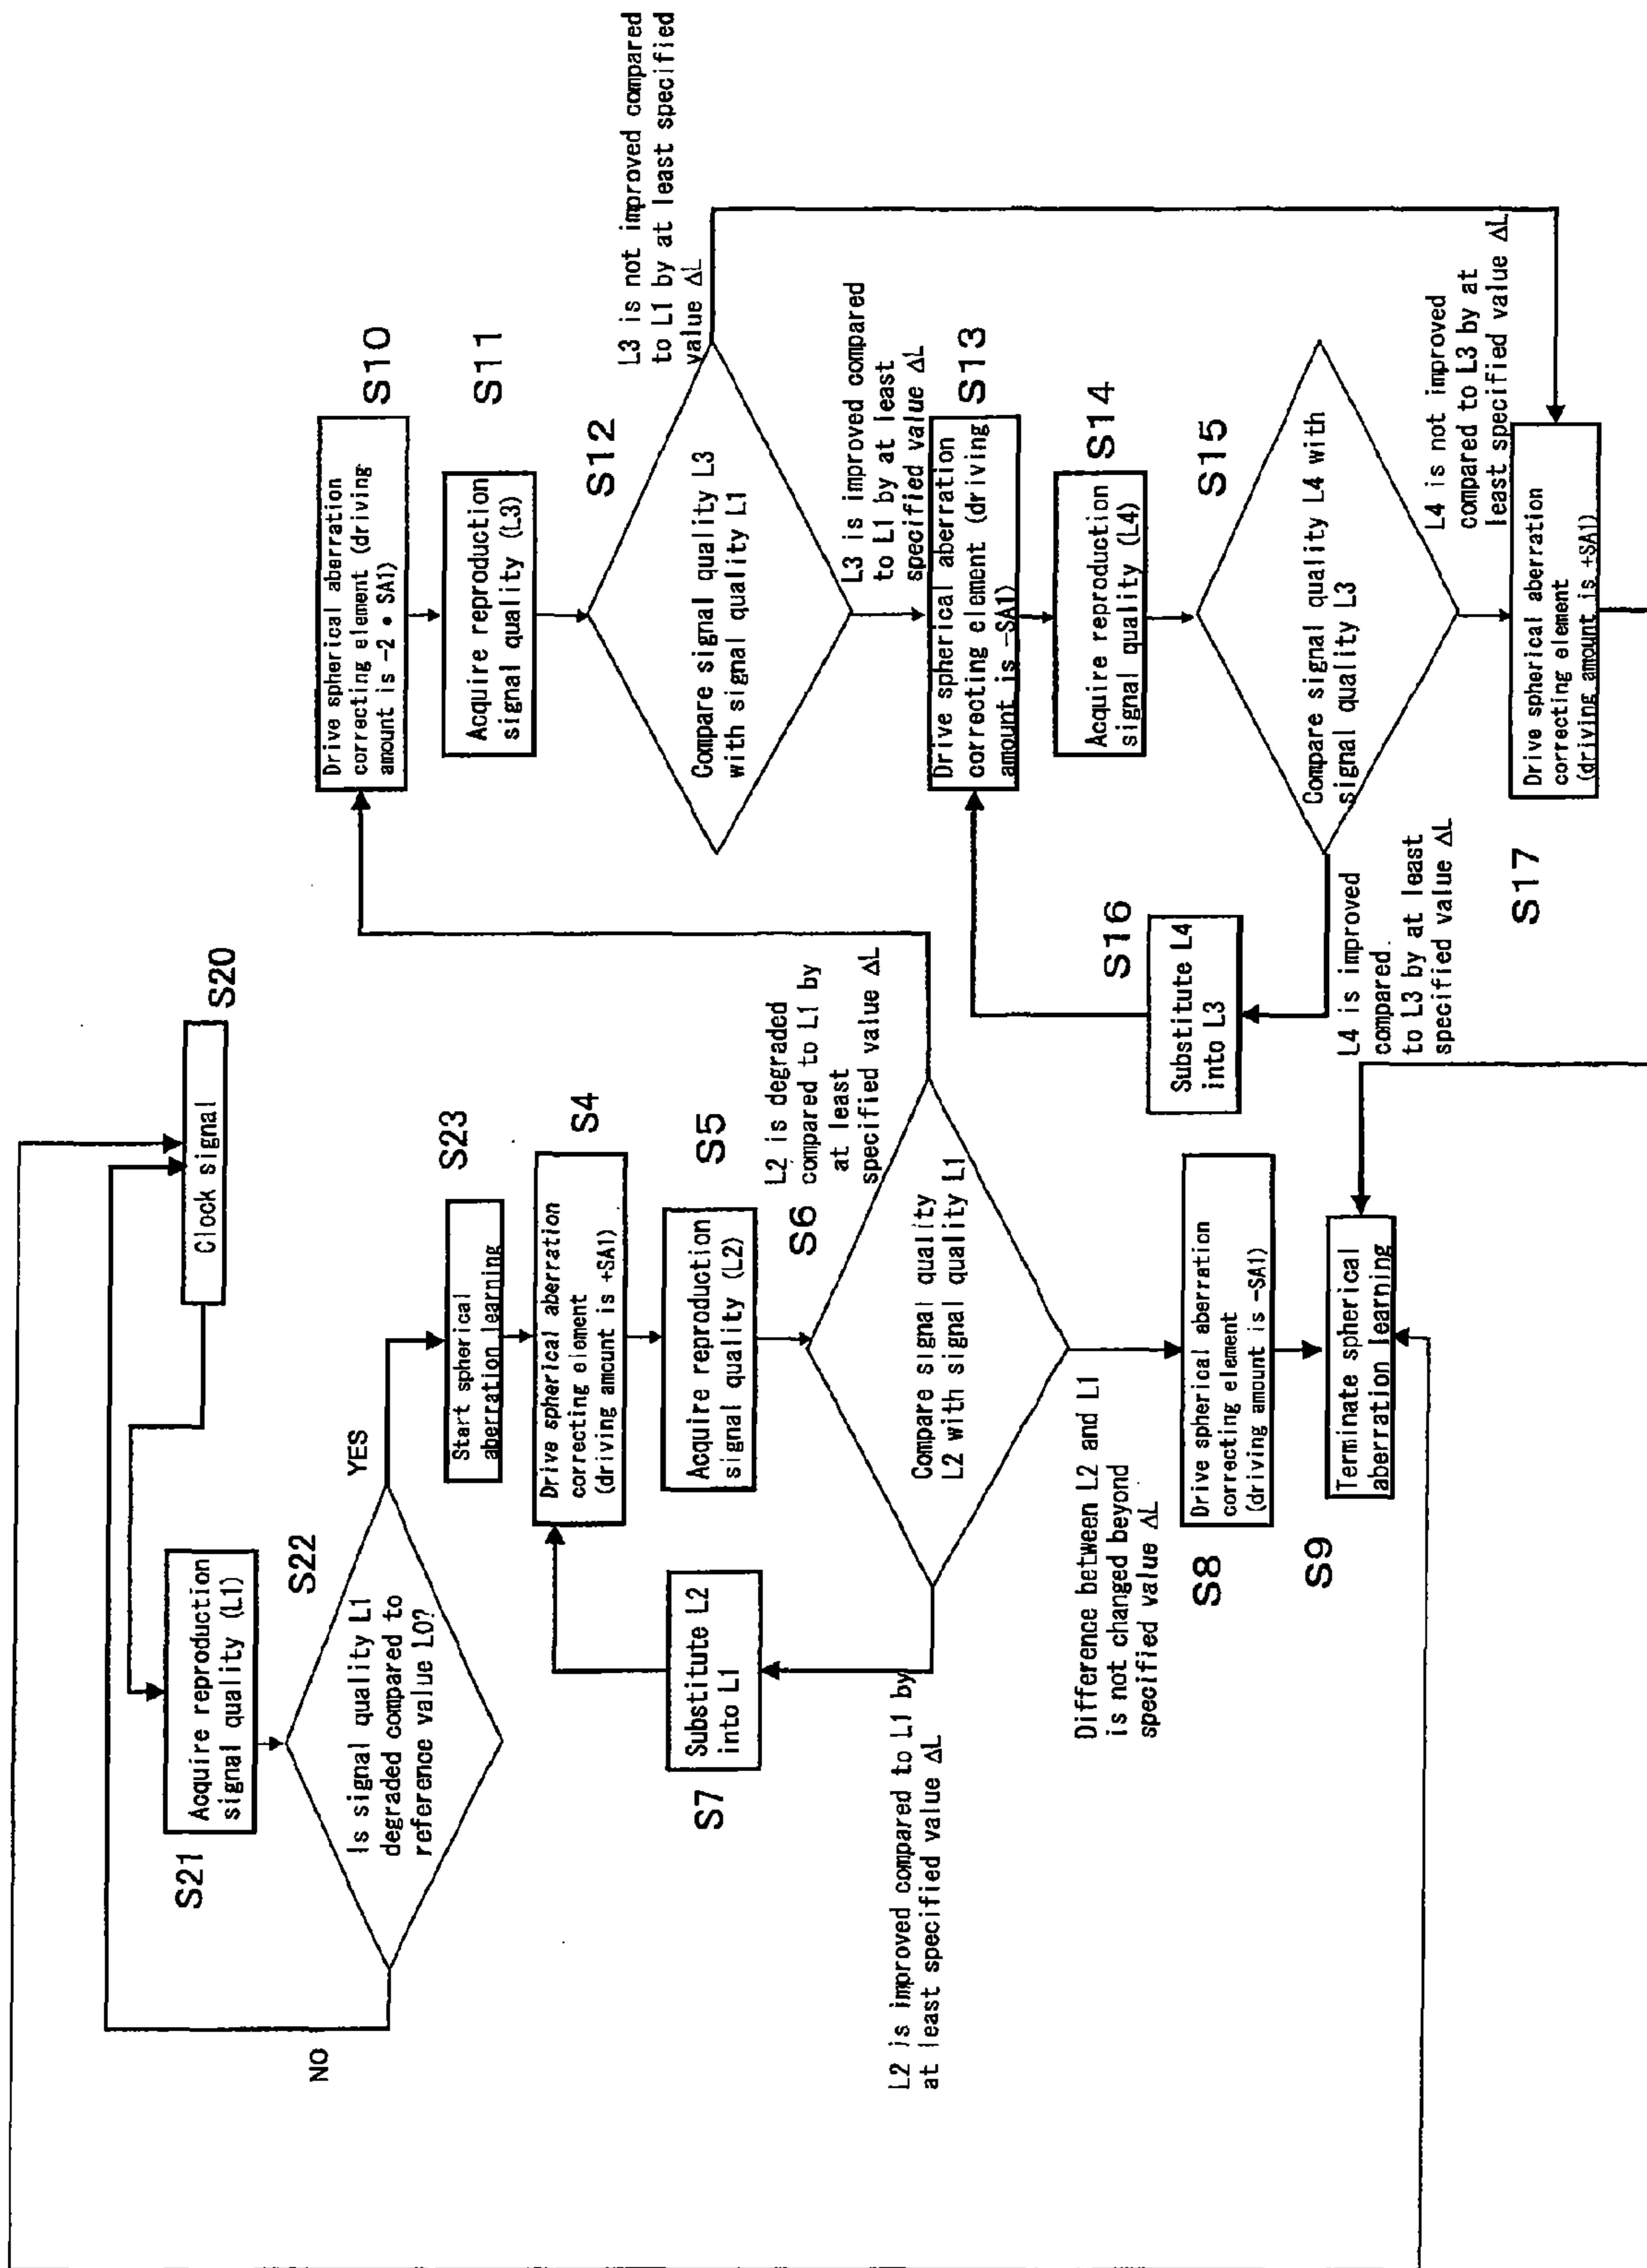 Clock signal
S20
S21
Acquire reproduction
signal quality (L1)
S22
Is signal quality L1
degraded compared to
reference value L0?
NO
YES
S23
Start spherical
aberration learning
S4
Drive spherical aberration
correcting element
(driving amount is +SA1)
S5
Acquire reproduction
signal quality (L2)
S6
Compare signal quality
L2 with signal quality L1
L2 is degraded
compared to L1 by
at least
specified value ΔL
S7
Substitute L2
into L1
L2 is improved compared to L1 by
at least specified value ΔL
Difference between L2 and L1
is not changed beyond
specified value ΔL
S8
Drive spherical aberration
correcting element
(driving amount is -SA1)
S9
Terminate spherical
aberration learning
S10
Drive spherical aberration
correcting element (driving
amount is -2 • SA1)
S11
Acquire reproduction
signal quality (L3)
S12
Compare signal quality L3
with signal quality L1
L3 is not improved compared
to L1 by at least specified
value ΔL
L3 is improved compared
to L1 by at least
specified value ΔL
S13
Drive spherical aberration
correcting element (driving
amount is -SA1)
S14
Acquire reproduction
signal quality (L4)
S15
Compare signal quality L4 with
signal quality L3
S16
Substitute L4
into L3
L4 is improved
compared.
to L3 by at least
specified value ΔL
L4 is not improved
compared to L3 by at
least specified value ΔL
S17
Drive spherical aberration
correcting element
(driving amount is +SA1)